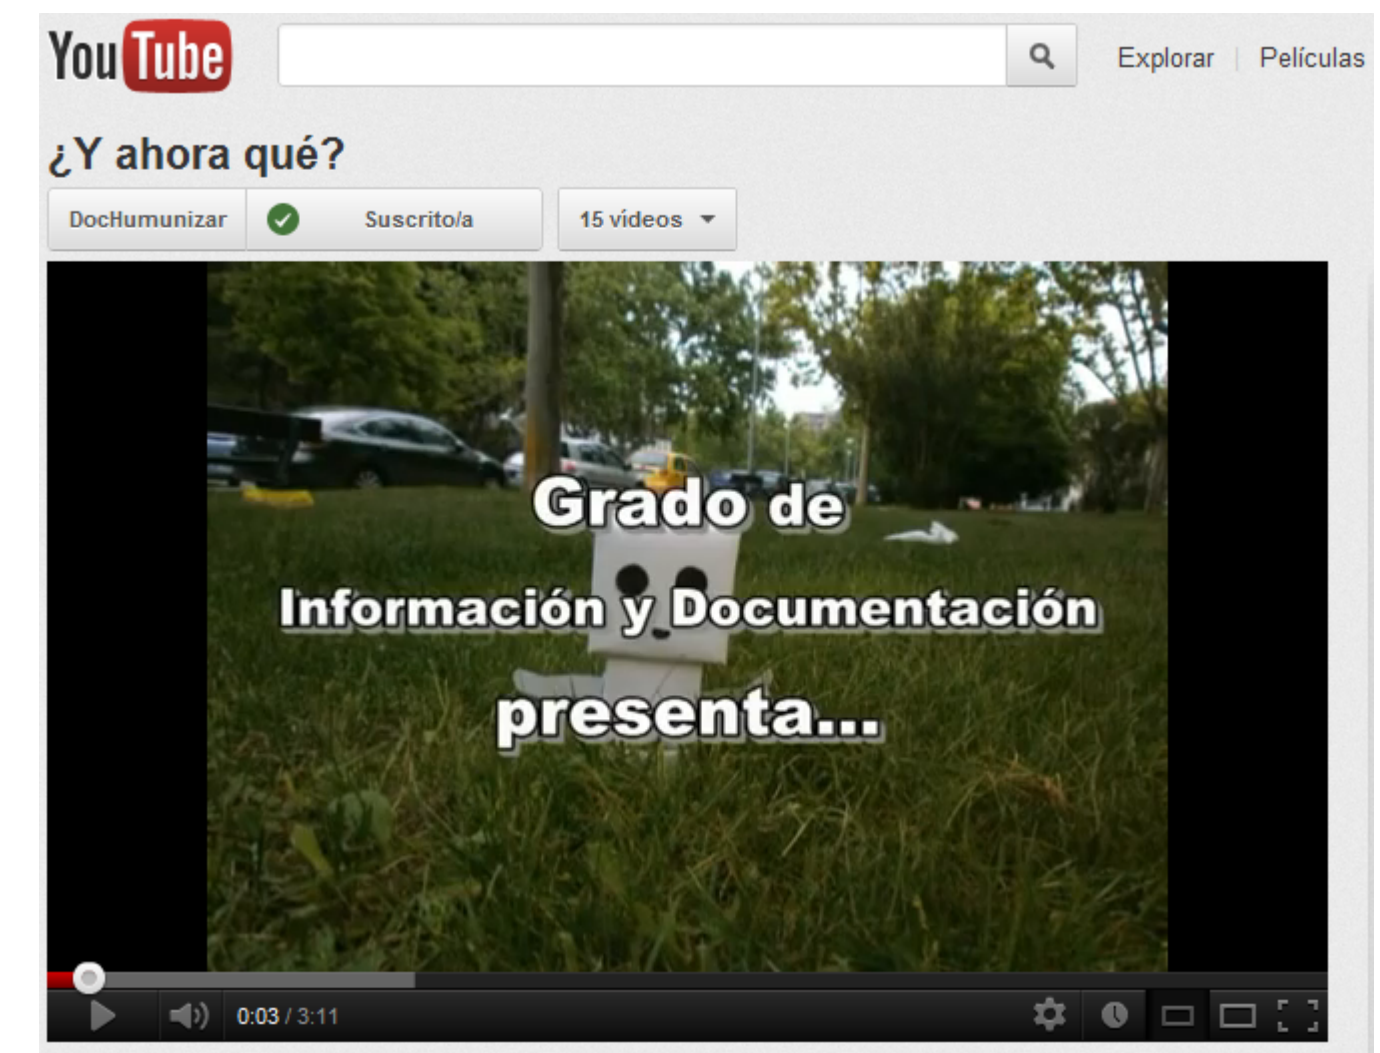 YouTube
Explorar | Películas
¿Y ahora qué?
DocHumunizar Suscrito/a 15 vídeos
Grado de
Información y Documentación
presenta...
0:03 / 3:11